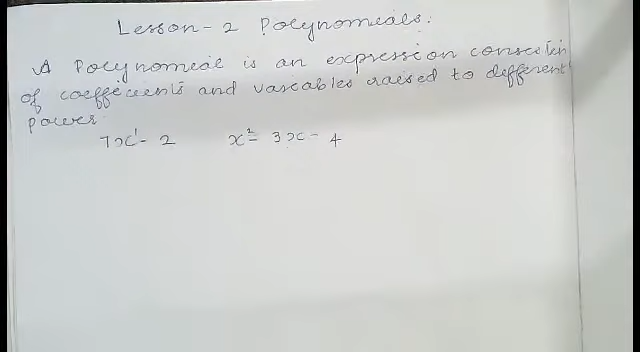 Lesson - 2 Polynomials.
A Polynomial is an expression consistin
of coefficients and variables raised to different
power.
7x¹ - 2 x² - 3x - 4